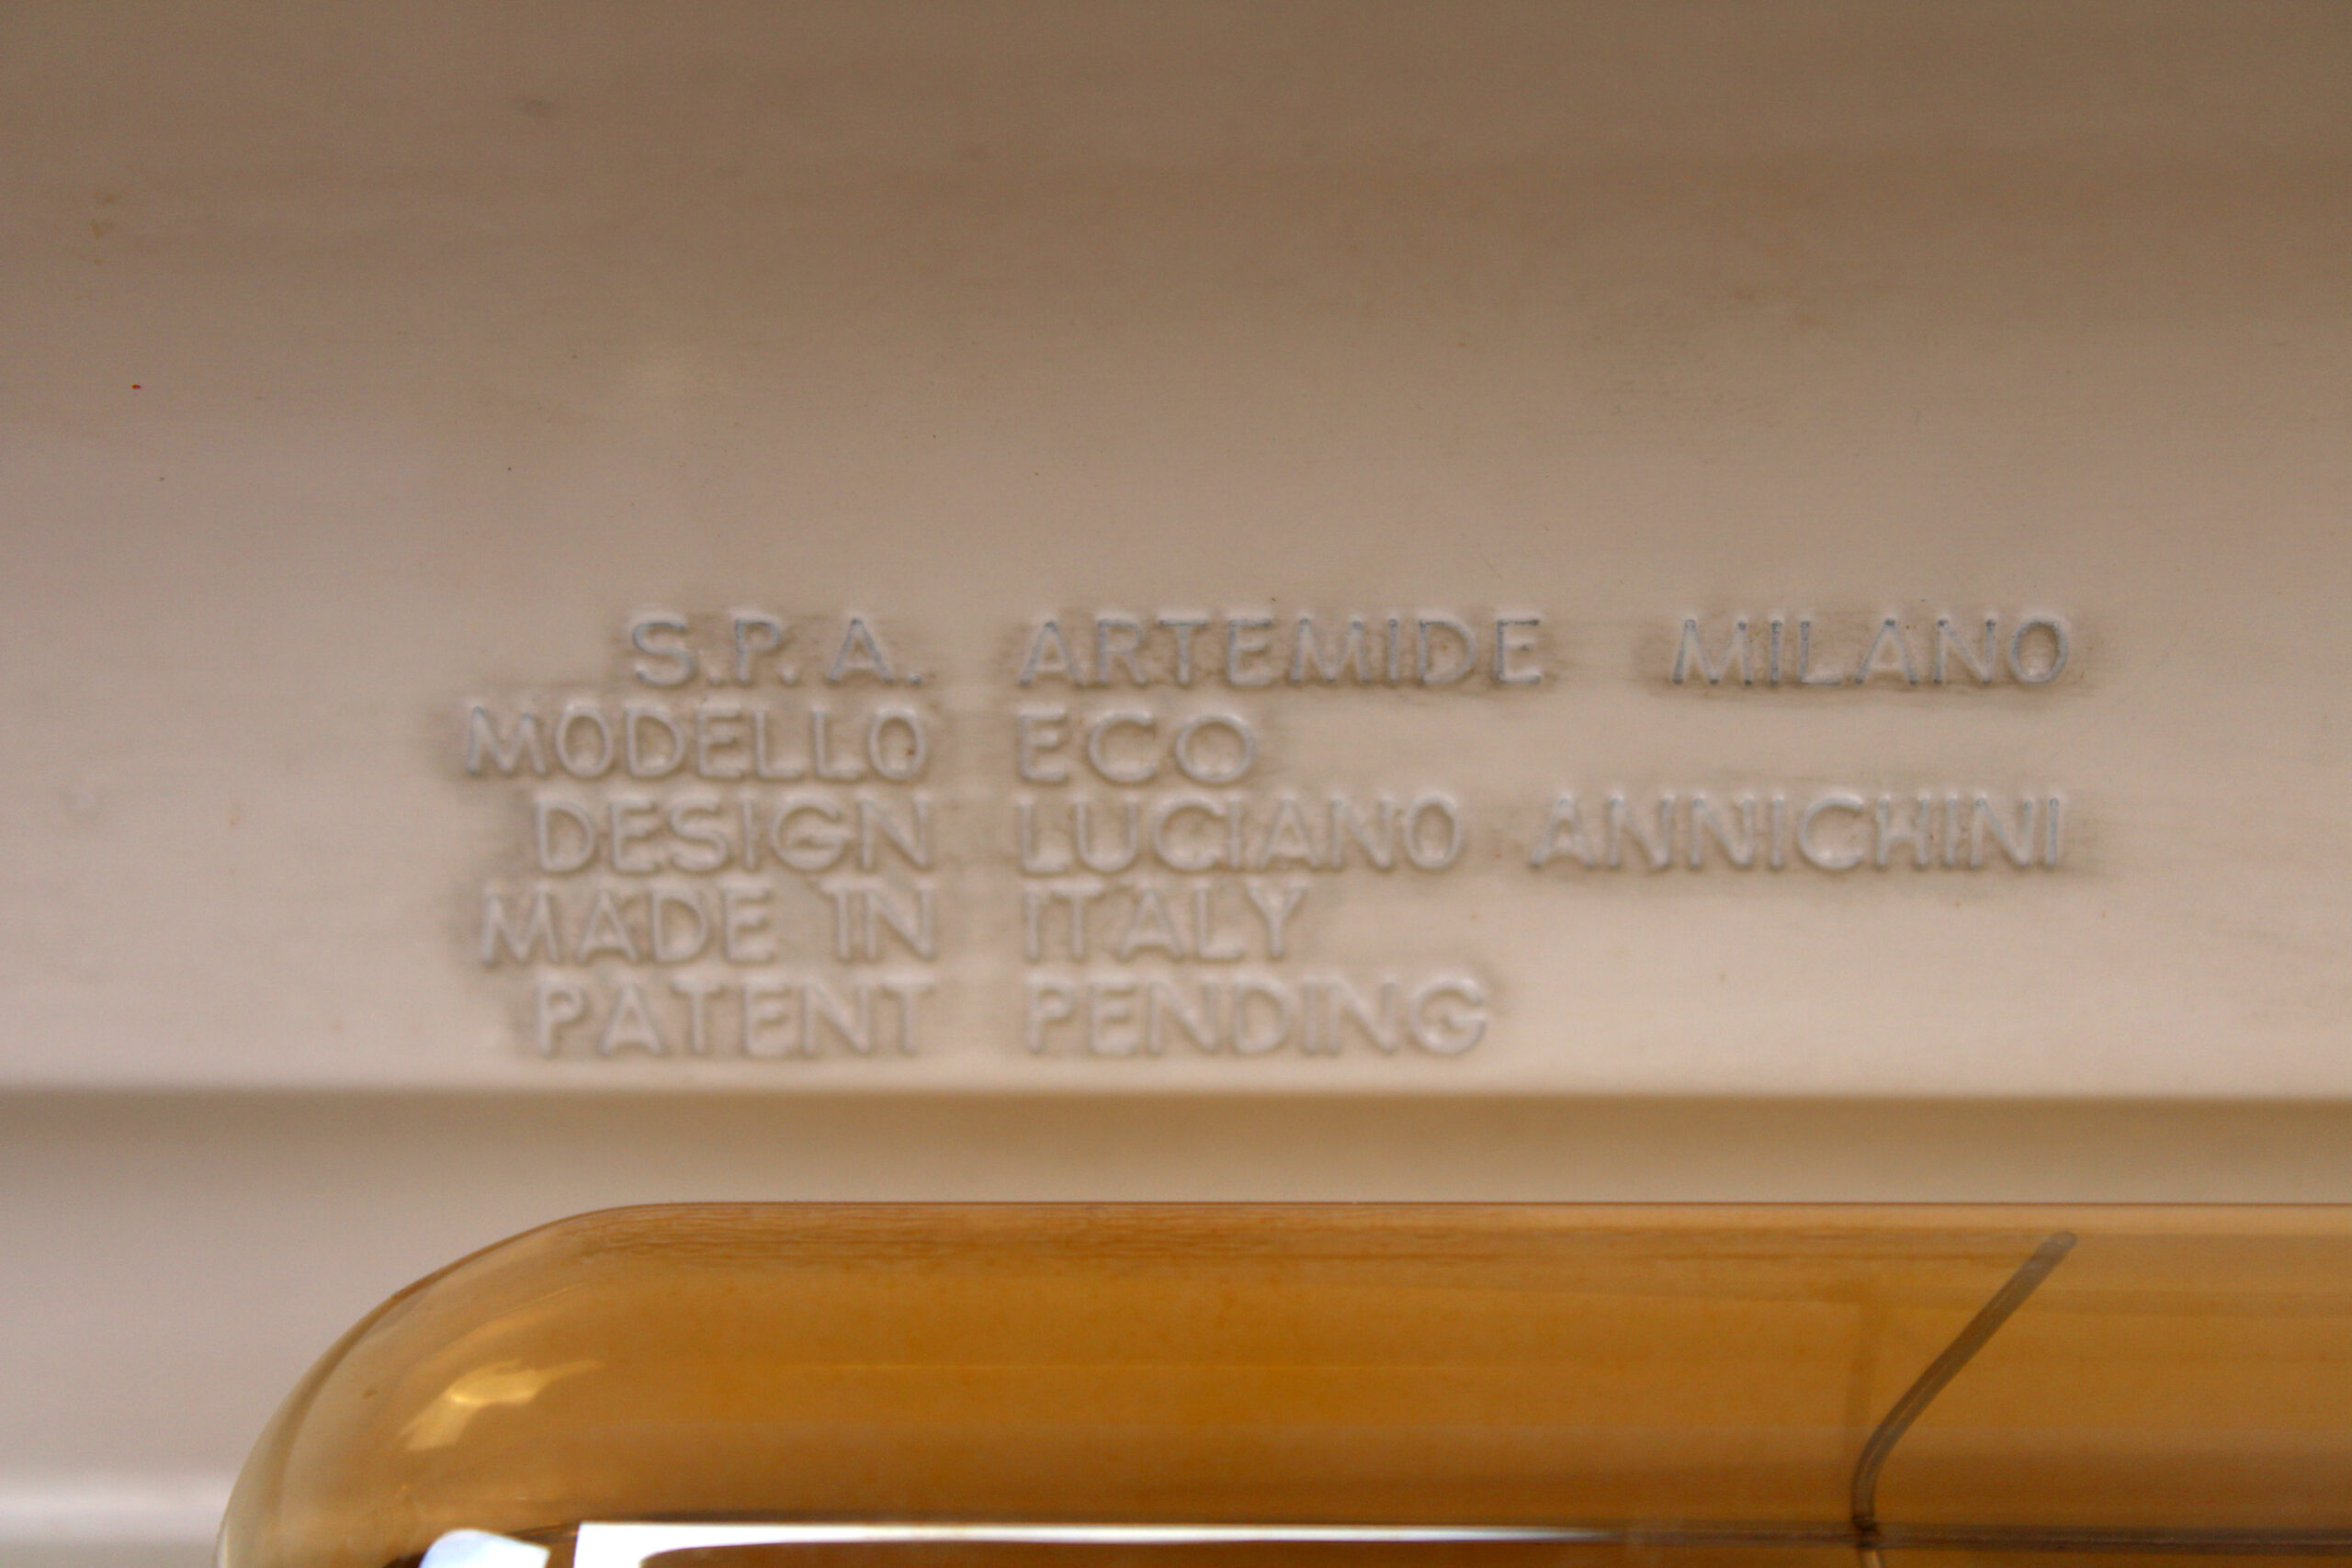 S.P.A. ARTEMIDE MILANO
MODELLO ECO
DESIGN LUCIANO ANNICHINI
MADE IN ITALY
PATENT PENDING